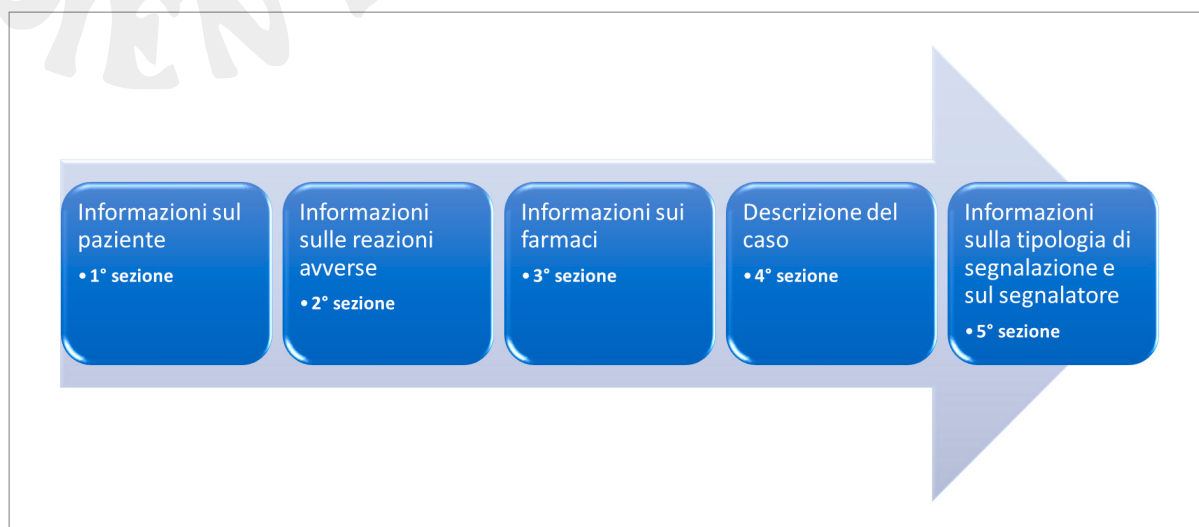 Informazioni sul
paziente
• 1° sezione
Informazioni
sulle reazioni
avverse
• 2° sezione
Informazioni sui
farmaci
• 3° sezione
Descrizione del
caso
• 4° sezione
Informazioni
sulla tipologia di
segnalazione e
sul segnalatore
• 5° sezione